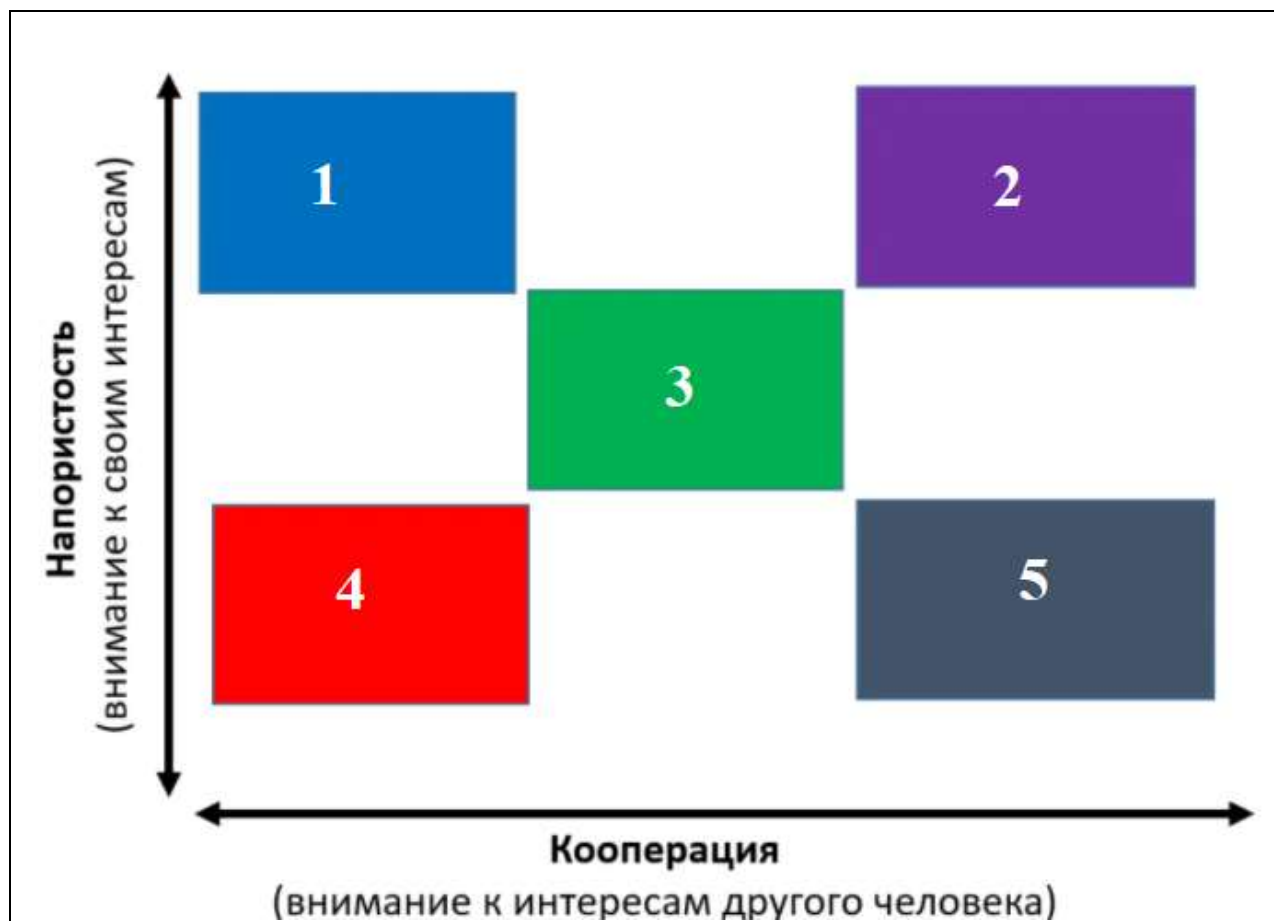 1
2
3
4
5
Напористость
(внимание к своим интересам)
Кооперация
(внимание к интересам другого человека)